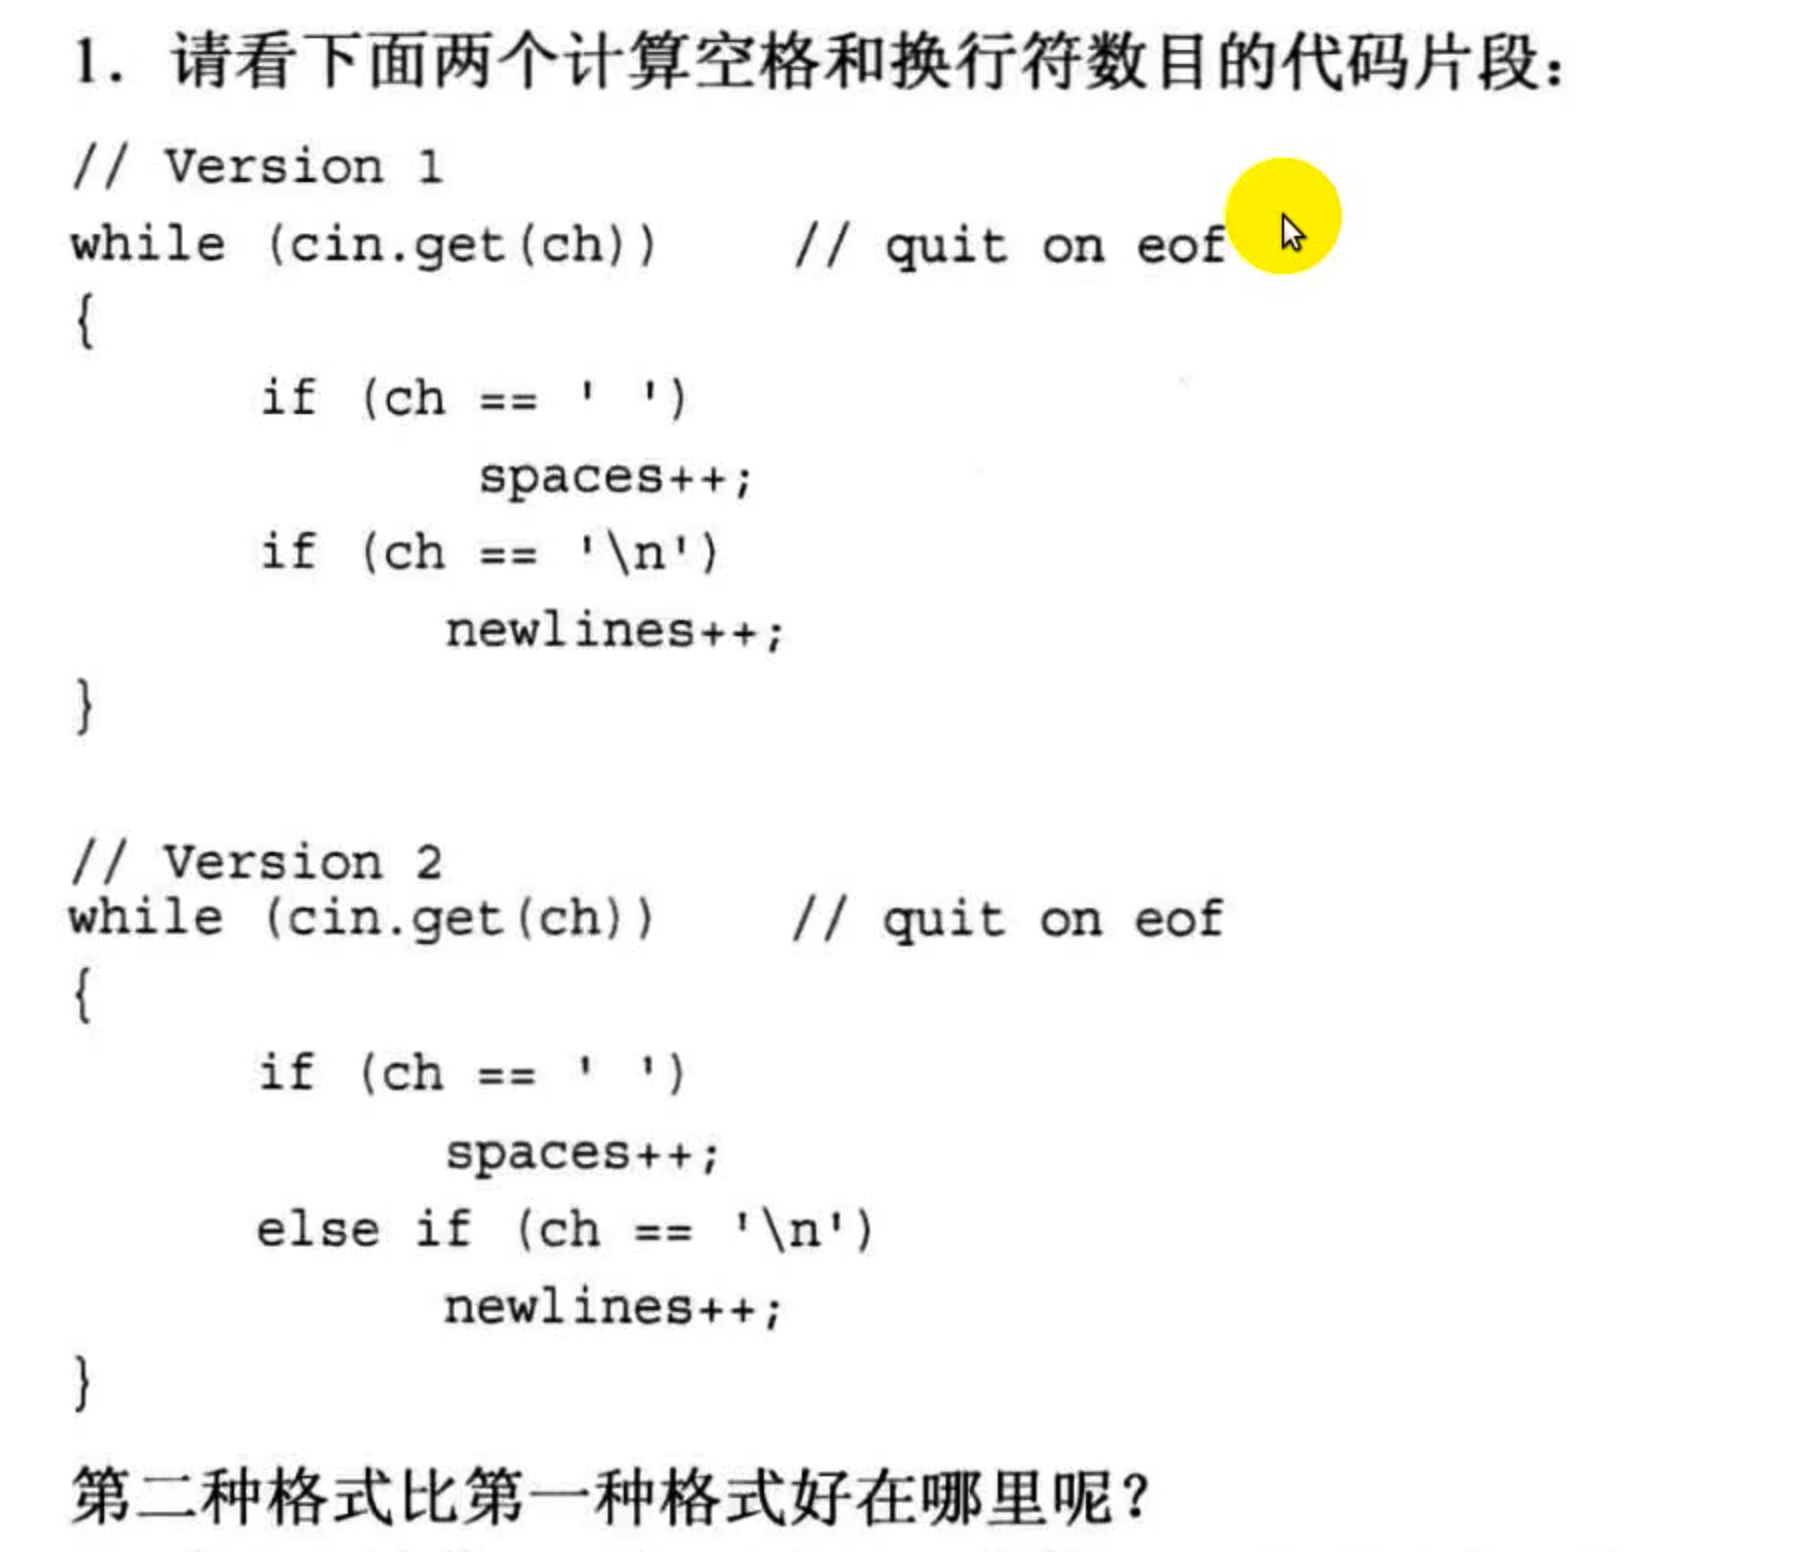 1. 请看下面两个计算空格和换行符数目的代码片段：
// Version 1
while (cin.get(ch))    // quit on eof
{
if (ch == ' ')
spaces++;
if (ch == '\n')
newlines++;
}
// Version 2
while (cin.get(ch))    // quit on eof
{
if (ch == ' ')
spaces++;
else if (ch == '\n')
newlines++;
}
第二种格式比第一种格式好在哪里呢？